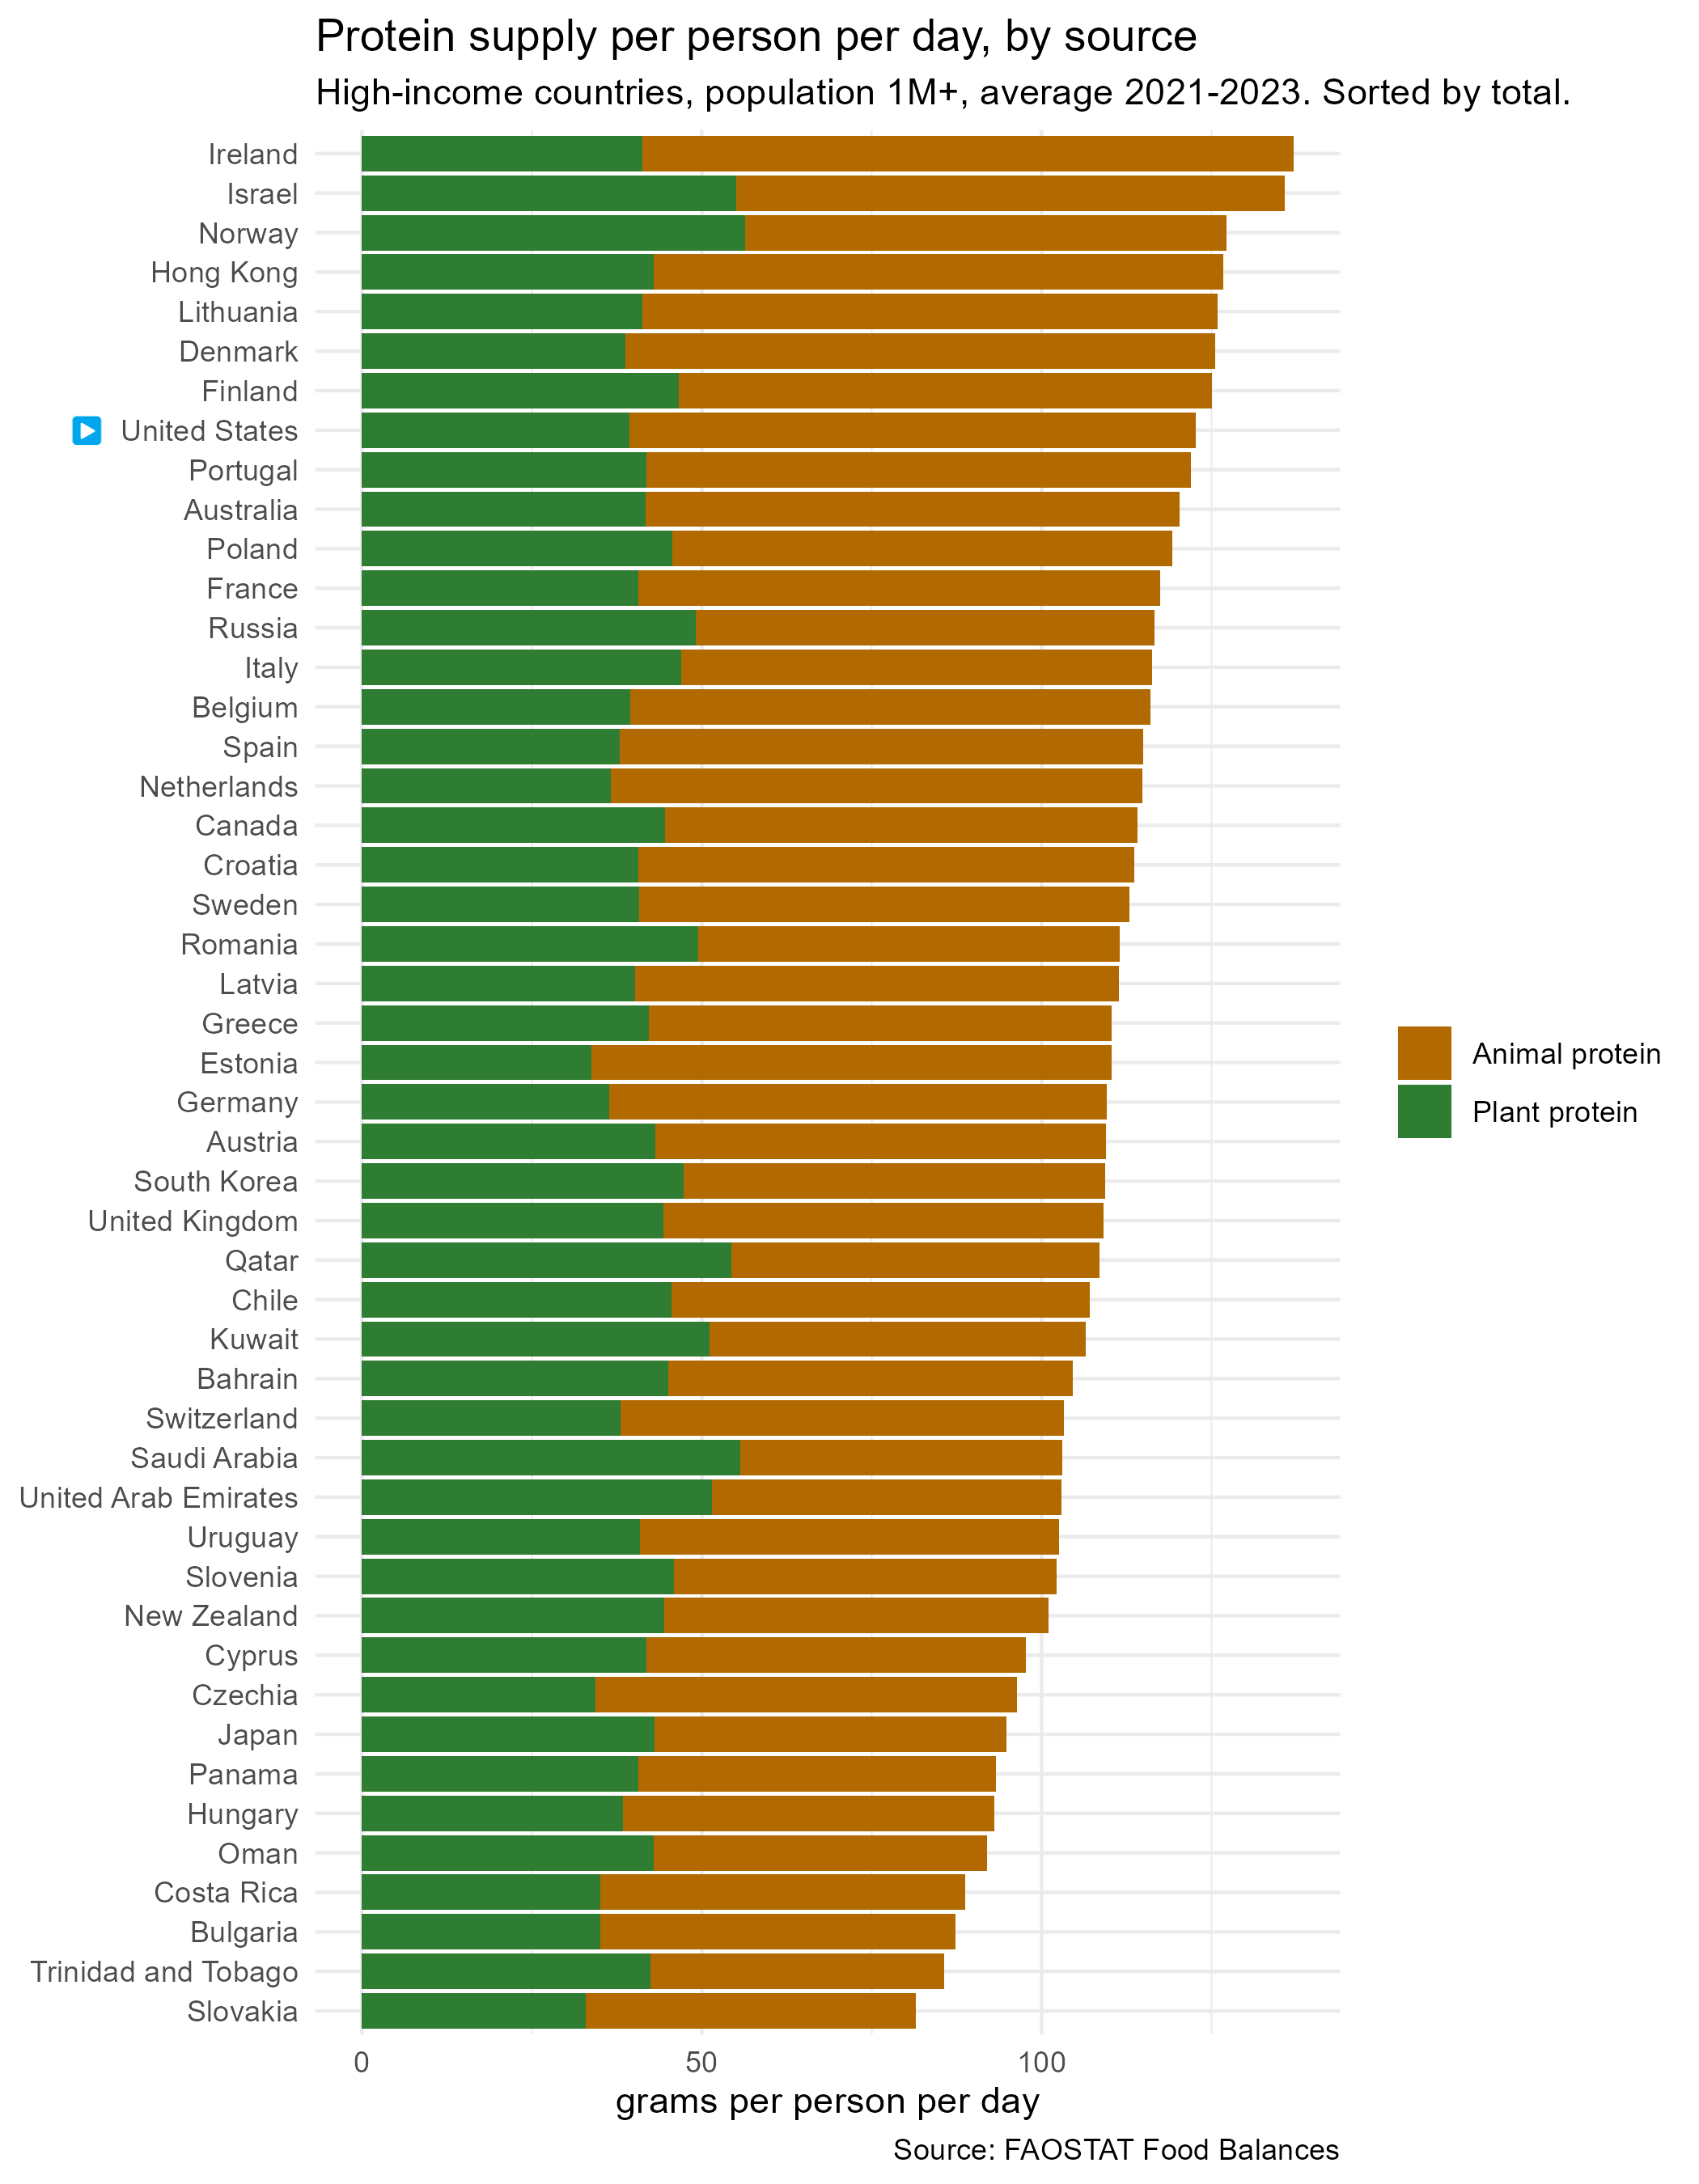 Protein supply per person per day, by source
High-income countries, population 1M+, average 2021-2023. Sorted by total.
Ireland
Israel
Norway
Hong Kong
Lithuania
Denmark
Finland
United States
Portugal
Australia
Poland
France
Russia
Italy
Belgium
Spain
Netherlands
Canada
Croatia
Sweden
Romania
Latvia
Greece
Estonia
Germany
Austria
South Korea
United Kingdom
Qatar
Chile
Kuwait
Bahrain
Switzerland
Saudi Arabia
United Arab Emirates
Uruguay
Slovenia
New Zealand
Cyprus
Czechia
Japan
Panama
Hungary
Oman
Costa Rica
Bulgaria
Trinidad and Tobago
Slovakia
Animal protein
Plant protein
0 50 100
grams per person per day
Source: FAOSTAT Food Balances